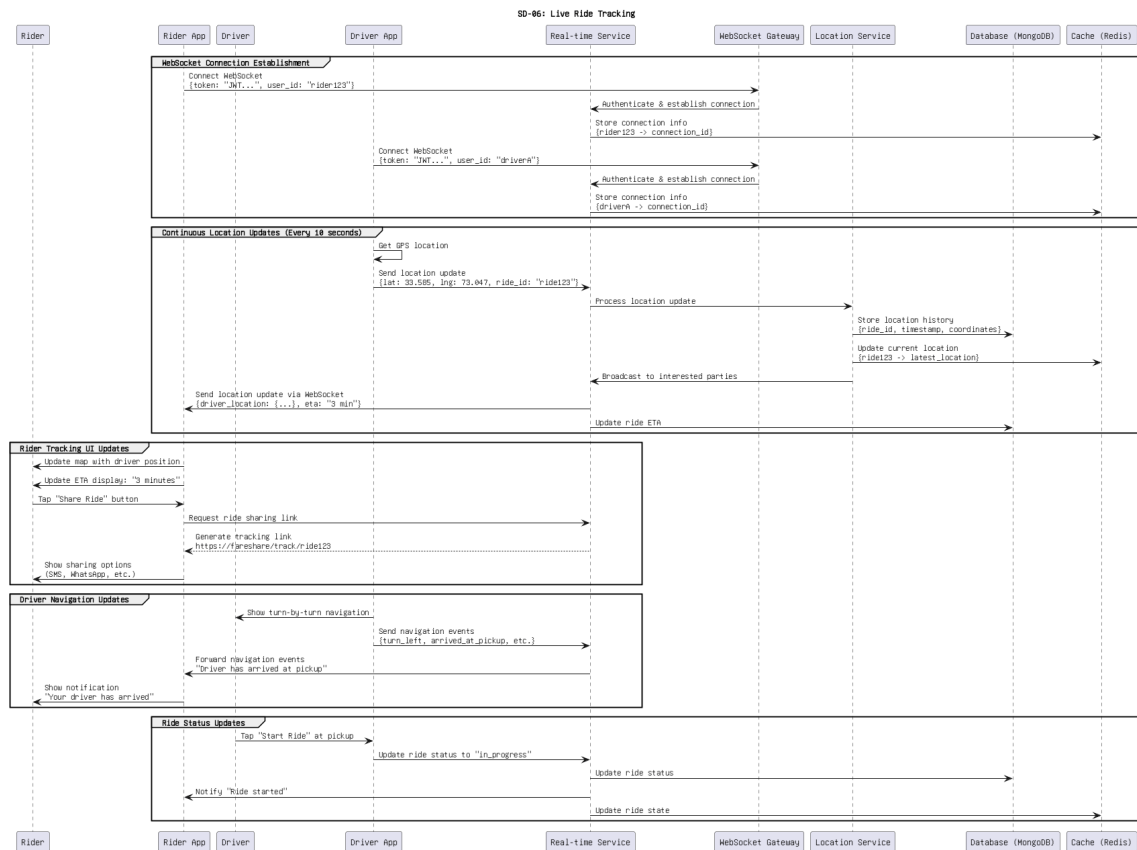 SD-06: Live Ride Tracking
Rider
Rider App
Driver
Driver App
Real-time Service
WebSocket Gateway
Location Service
Database (MongoDB)
Cache (Redis)
WebSocket Connection Establishment
Connect WebSocket
{token: "JWT...", user_id: "rider123"}
Authenticate & establish connection
Store connection info
{rider123 -> connection_id}
Connect WebSocket
{token: "JWT...", user_id: "driverA"}
Authenticate & establish connection
Store connection info
{driverA -> connection_id}
Continuous Location Updates (Every 10 seconds)
Get GPS location
Send location update
{lat: 33.585, lng: 73.047, ride_id: "ride123"}
Process location update
Store location history
{ride_id, timestamp, coordinates}
Update current location
{ride123 -> latest_location}
Broadcast to interested parties
Send location update via WebSocket
{driver_location: {...}, eta: "3 min"}
Update ride ETA
Rider Tracking UI Updates
Update map with driver position
Update ETA display: "3 minutes"
Tap "Share Ride" button
Request ride sharing link
Generate tracking link
https://fareshare/track/ride123
Show sharing options
(SMS, WhatsApp, etc.)
Driver Navigation Updates
Show turn-by-turn navigation
Send navigation events
{turn_left, arrived_at_pickup, etc.}
Forward navigation events
"Driver has arrived at pickup"
Show notification
"Your driver has arrived"
Ride Status Updates
Tap "Start Ride" at pickup
Update ride status to "in_progress"
Update ride status
Notify "Ride started"
Update ride state
Rider
Rider App
Driver
Driver App
Real-time Service
WebSocket Gateway
Location Service
Database (MongoDB)
Cache (Redis)